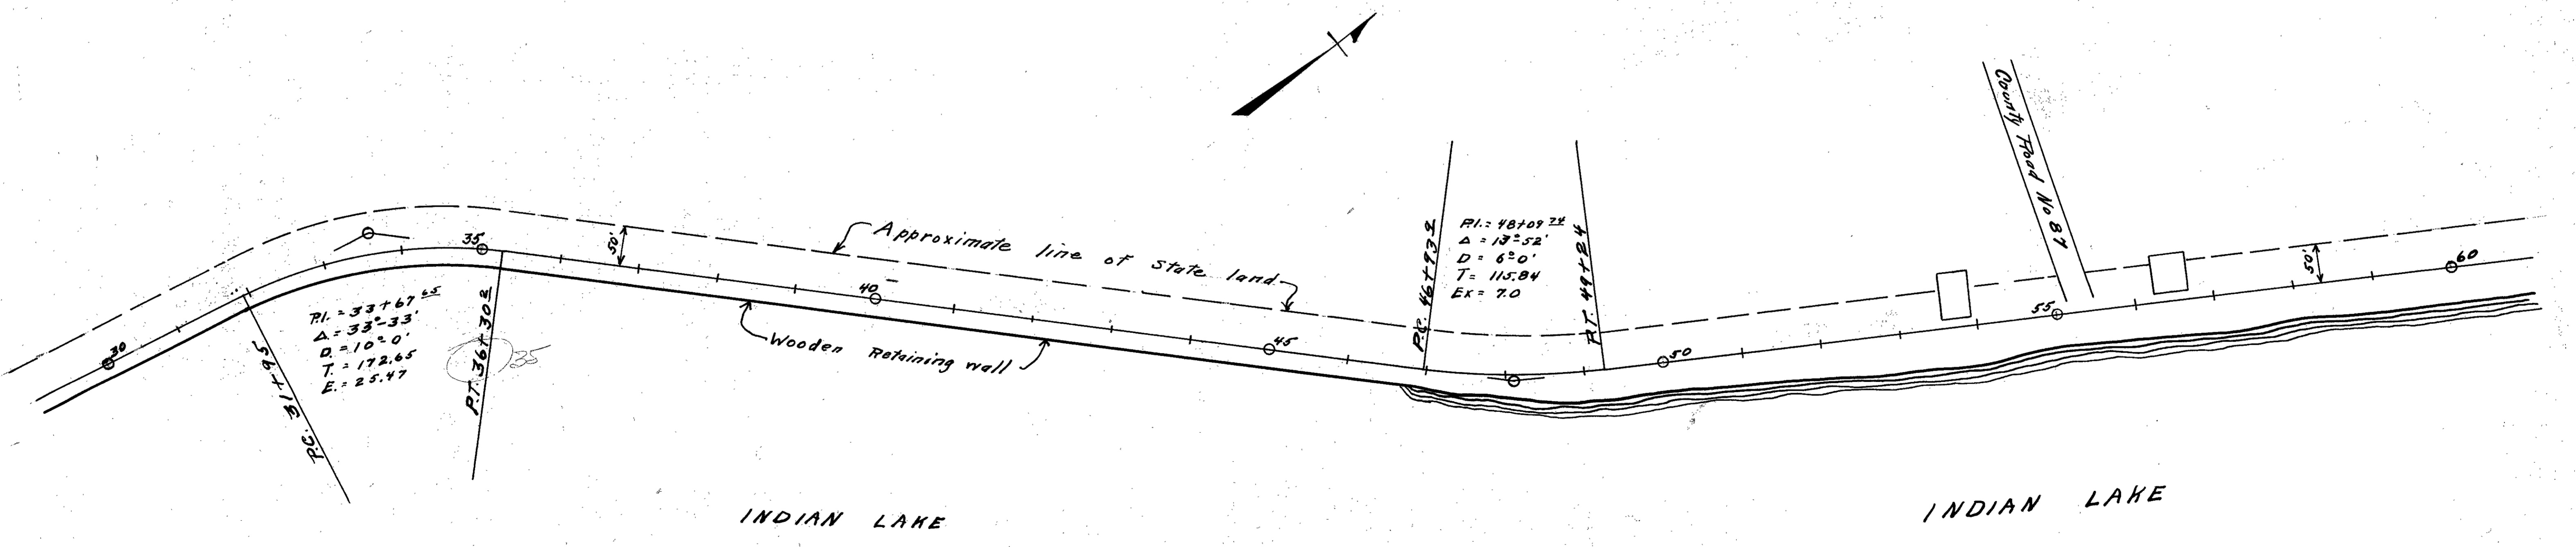 30
P.C. 31+95
P.I. = 33+67 65
Δ = 33°-33'
D. = 10°-0'
T. = 172.65
E. = 25.47
35
P.T. 36+30 5
35
50'
Approximate line of state land
40
Wooden Retaining wall
45
P.C. 46+93 9
P.I. = 48+09 74
Δ = 13°-52'
D = 6°0'
T = 115.84
Ex = 7.0
P.T. 49+24
50
County Road No 87
55
50'
60
INDIAN LAKE
INDIAN LAKE